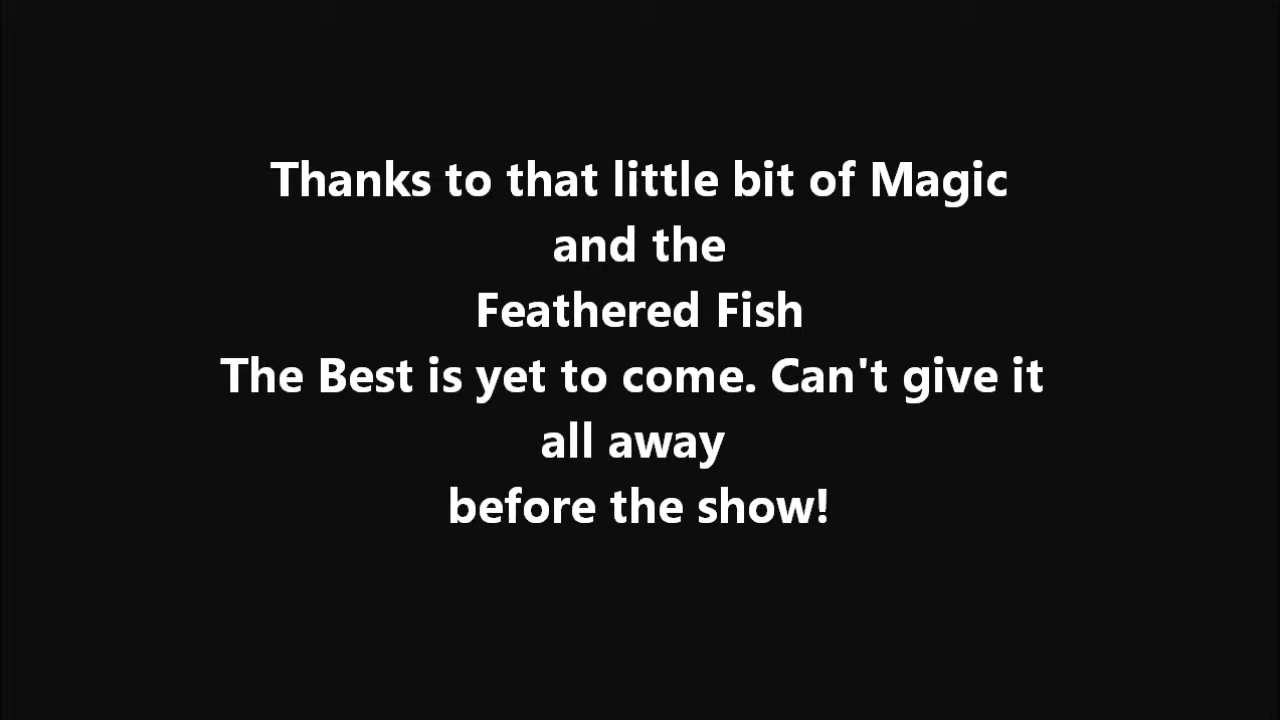 Thanks to that little bit of Magic
and the
Feathered Fish
The Best is yet to come. Can't give it
all away
before the show!